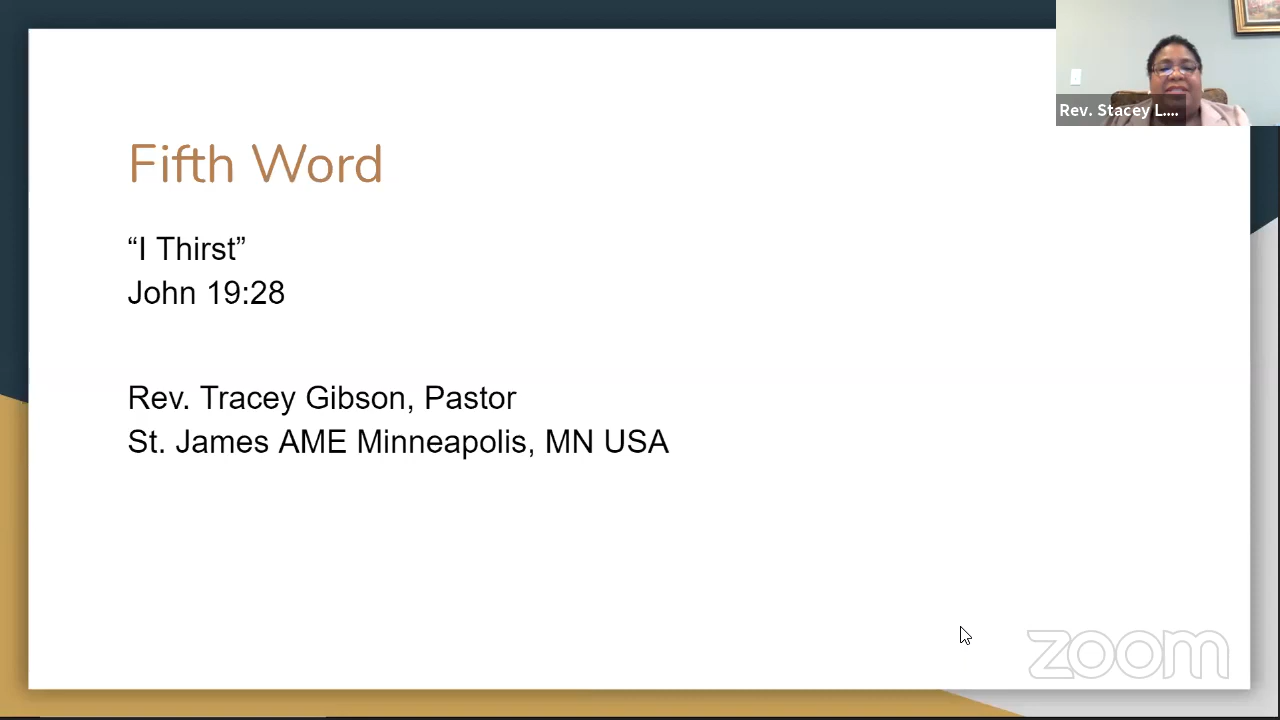 Rev. Stacey L....
Fifth Word
“I Thirst”
John 19:28
Rev. Tracey Gibson, Pastor
St. James AME Minneapolis, MN USA
zoom